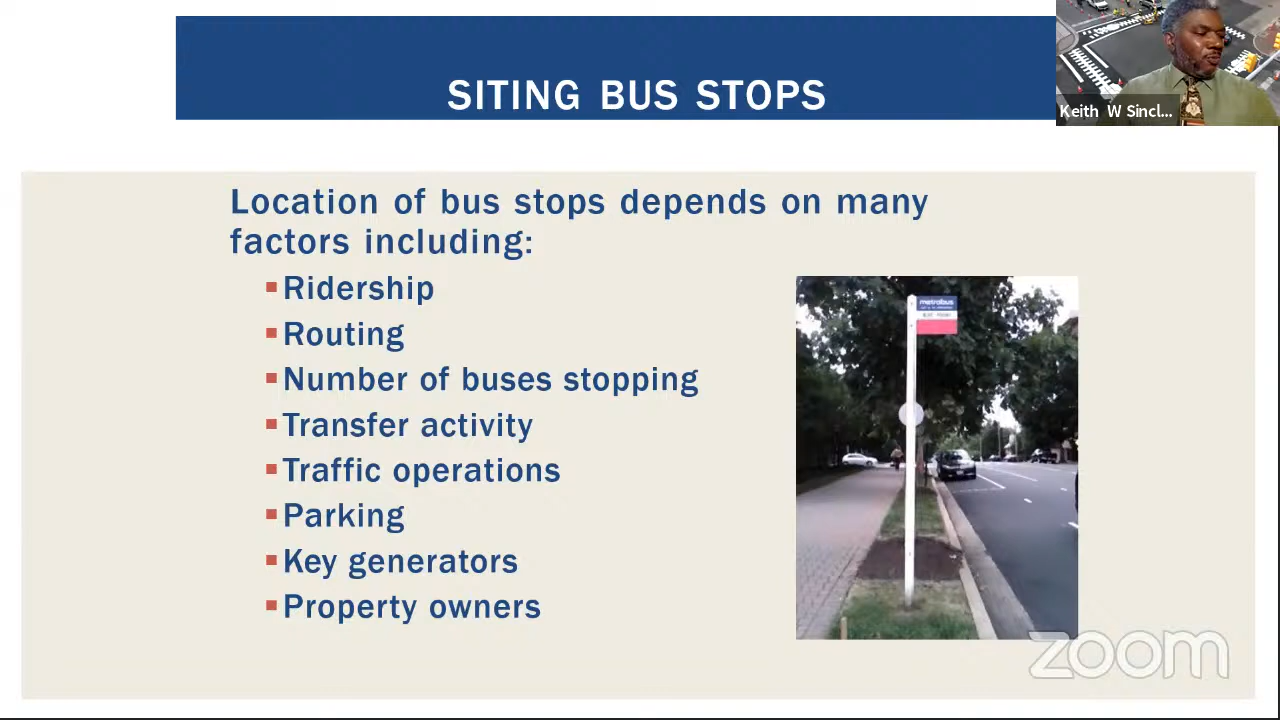 SITING BUS STOPS
Keith W Sincl...
Location of bus stops depends on many
factors including:
▪Ridership
▪Routing
▪Number of buses stopping
▪Transfer activity
▪Traffic operations
▪Parking
▪Key generators
▪Property owners
metrobus
zoom